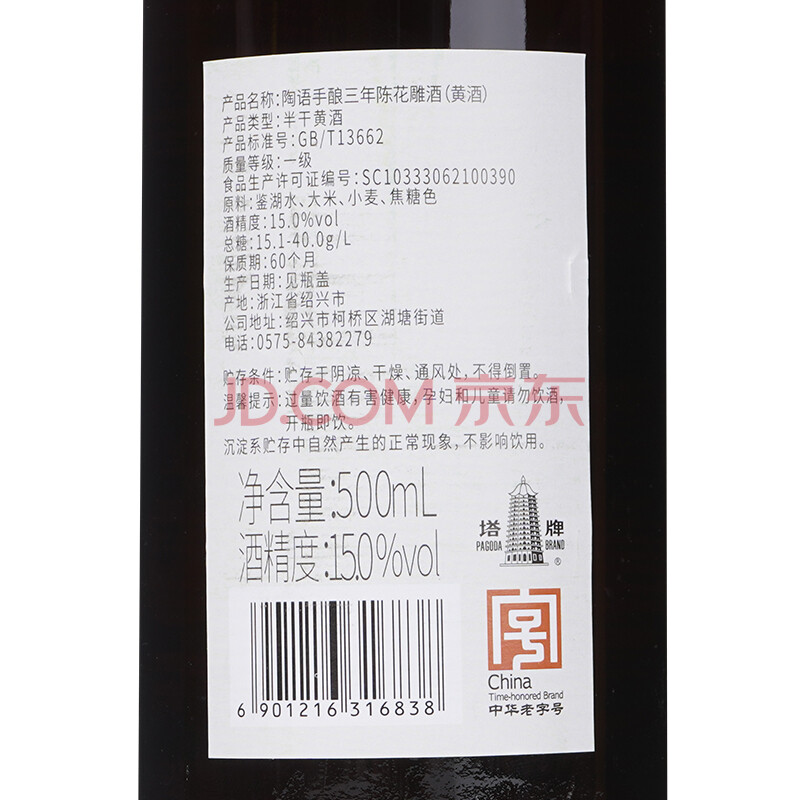 产品名称：陶语手酿三年陈花雕酒（黄酒）
产品类型：半干黄酒
产品标准号：GB/T13662
质量等级：一级
食品生产许可证编号：SC10333062100390
原料：鉴湖水、大米、小麦、焦糖色
酒精度：15.0%vol
总糖：15.1-40.0g/L
保质期：60个月
生产日期：见瓶盖
产地：浙江省绍兴市
公司地址：绍兴市柯桥区湖塘街道
电话：0575-84382279
贮存条件：贮存于阴凉、干燥、通风处，不得倒置。
JD.COM 京东
温馨提示：过量饮酒有害健康，孕妇和儿童请勿饮酒，
开瓶即饮。
沉淀系贮存中自然产生的正常现象，不影响饮用。
净含量：500mL
酒精度：15.0%vol
塔牌
PAGODA BRAND
®
6 901216 316838
字号
China
Time-honored Brand
中华老字号